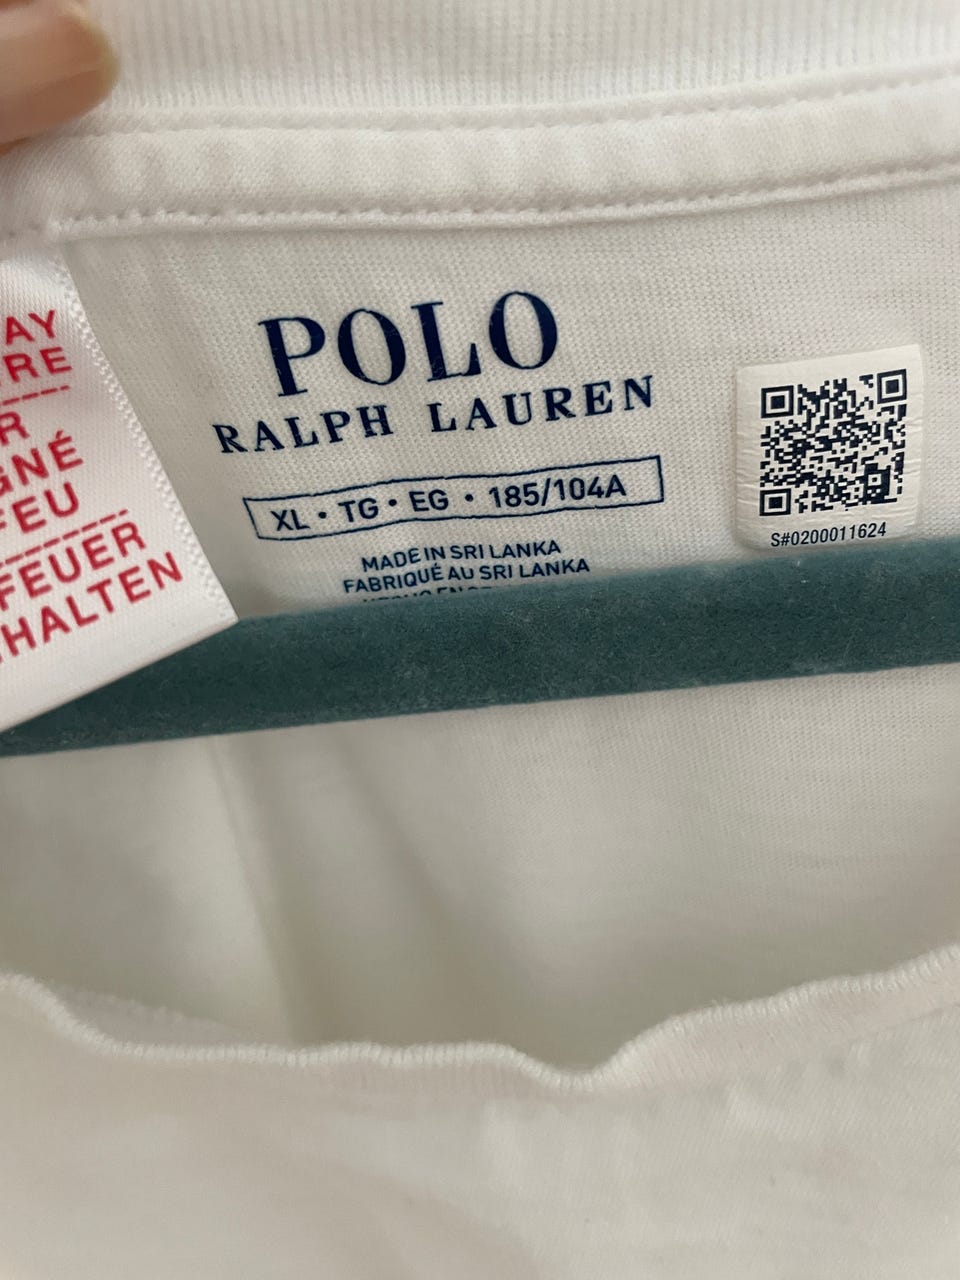 AY
RE
R
GNÉ
FEU
FEUER
HALTEN
POLO
RALPH LAUREN
XL • TG • EG • 185/104A
MADE IN SRI LANKA
FABRIQUÉ AU SRI LANKA
S#0200011624